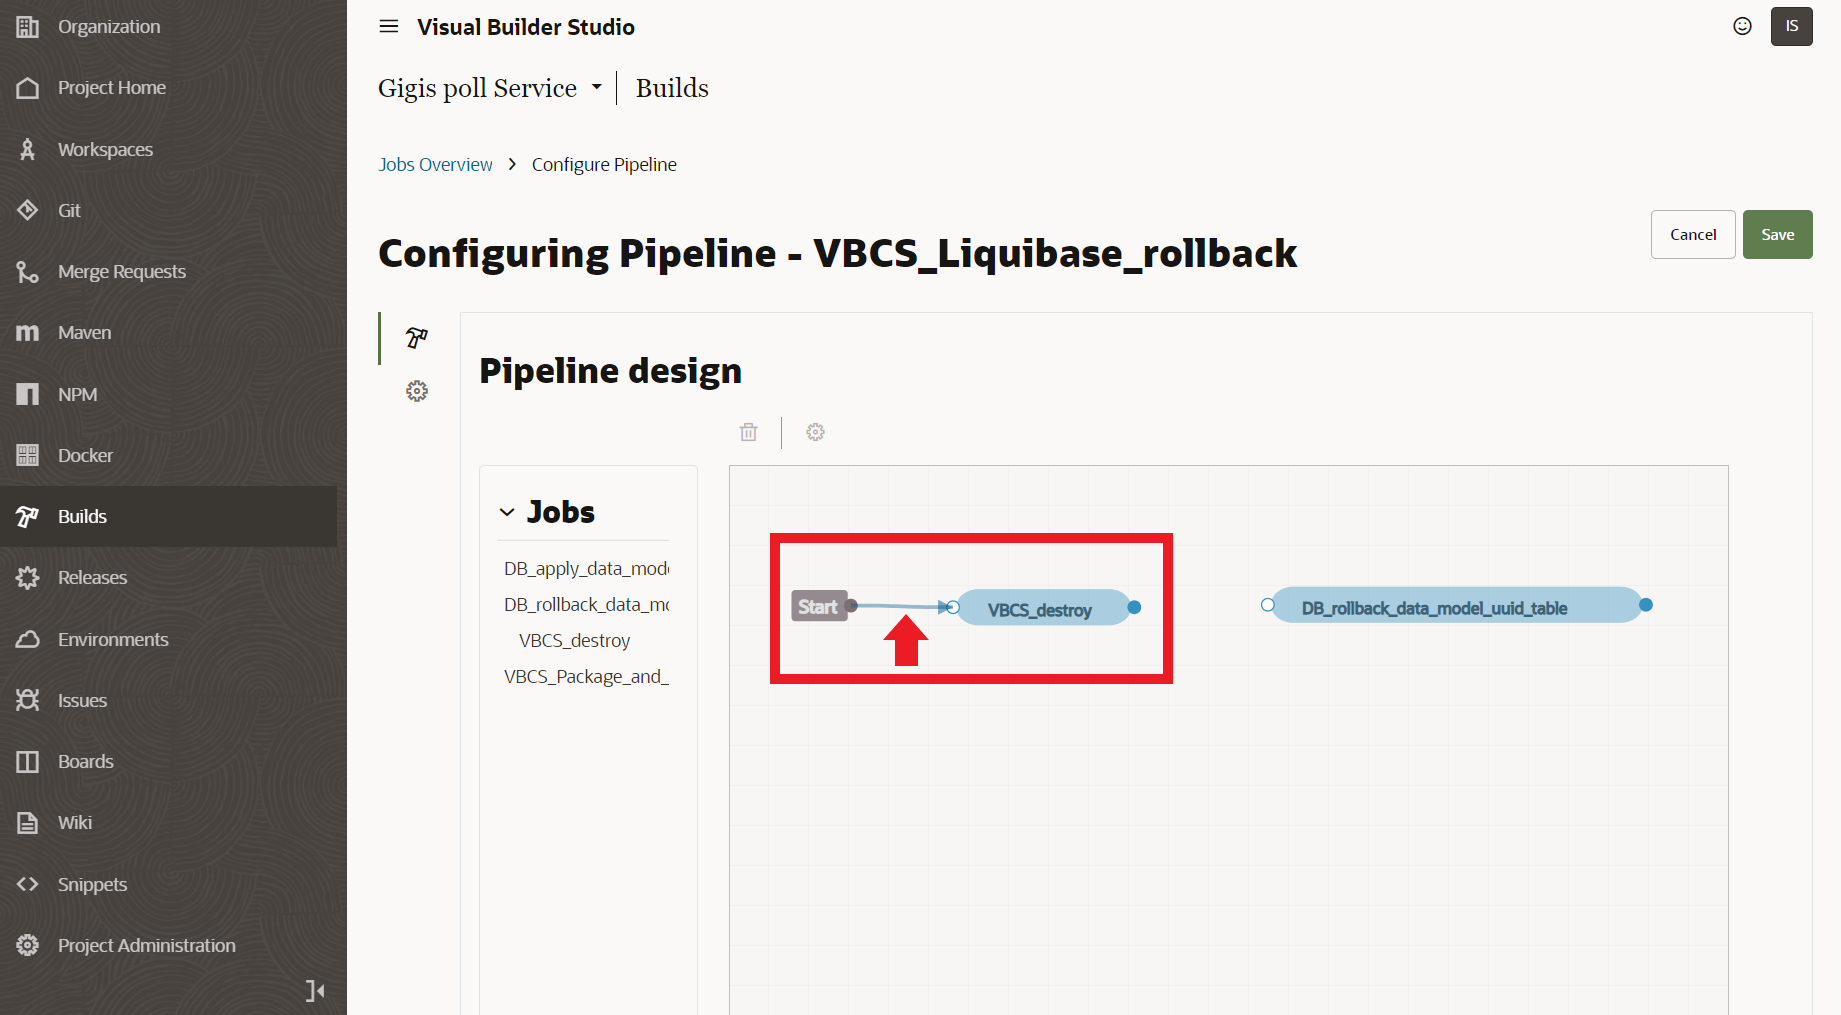 Organization
Project Home
Workspaces
Git
Merge Requests
Maven
NPM
Docker
Builds
Releases
Environments
Issues
Boards
Wiki
Snippets
Project Administration
Visual Builder Studio
IS
Gigis poll Service
Builds
Jobs Overview
Configure Pipeline
Configuring Pipeline - VBCS_Liquibase_rollback
Cancel
Save
Pipeline design
Jobs
DB_apply_data_mod
DB_rollback_data_m
VBCS_destroy
VBCS_Package_and_
Start
VBCS_destroy
DB_rollback_data_model_uuid_table